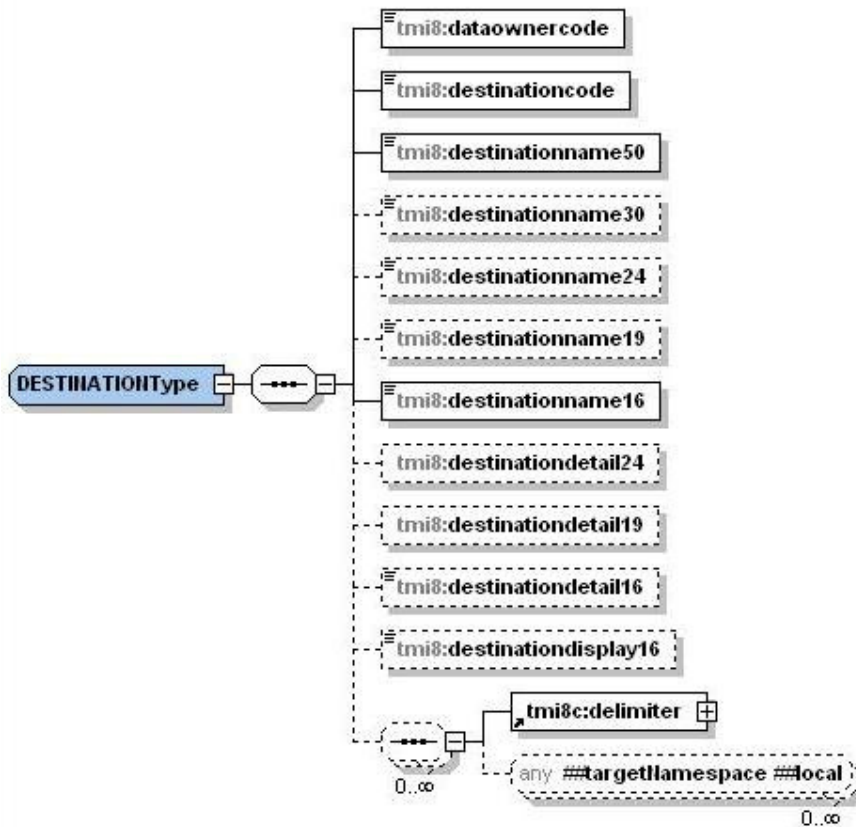 tmi8:dataownercode
tmi8:destinationcode
tmi8:destinationname50
tmi8:destinationname30
tmi8:destinationname24
tmi8:destinationname19
DESTINATIONType
tmi8:destinationname16
tmi8:destinationdetail24
tmi8:destinationdetail19
tmi8:destinationdetail16
tmi8:destinationdisplay16
tmi8c:delimiter
0..∞
any ##targetNamespace ##local
0..∞